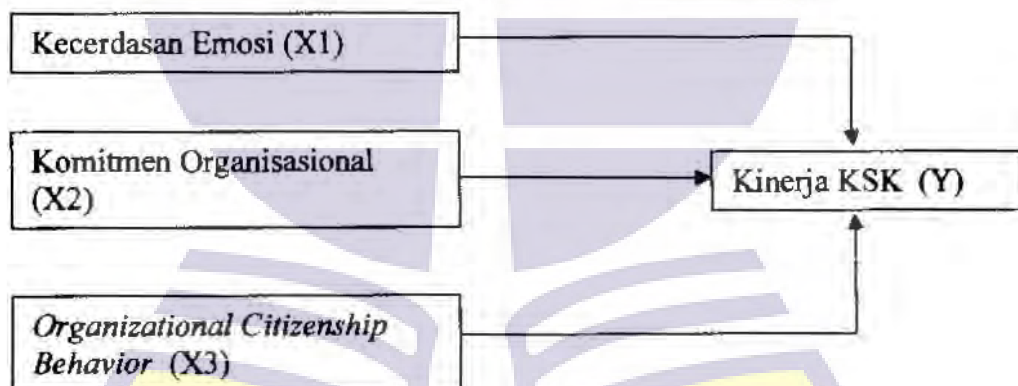 Kecerdasan Emosi (X1)
Komitmen Organisasional
(X2)
Kinerja KSK (Y)
Organizational Citizenship
Behavior (X3)